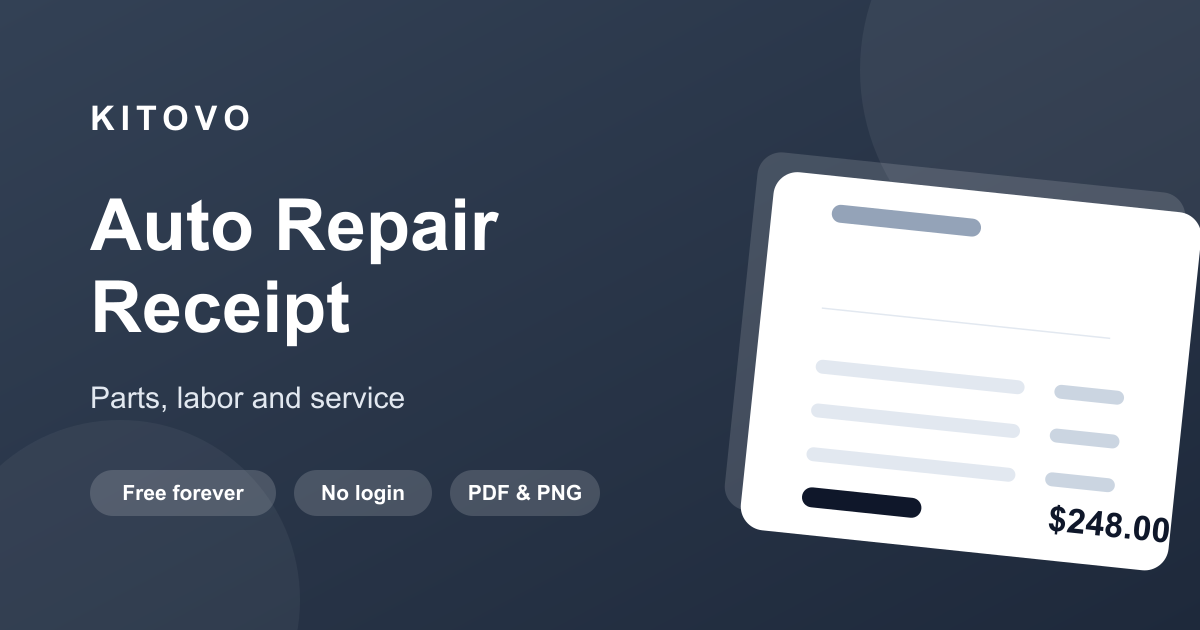 KITOVO
Auto Repair
Receipt
Parts, labor and service
Free forever
No login
PDF & PNG
$248.00